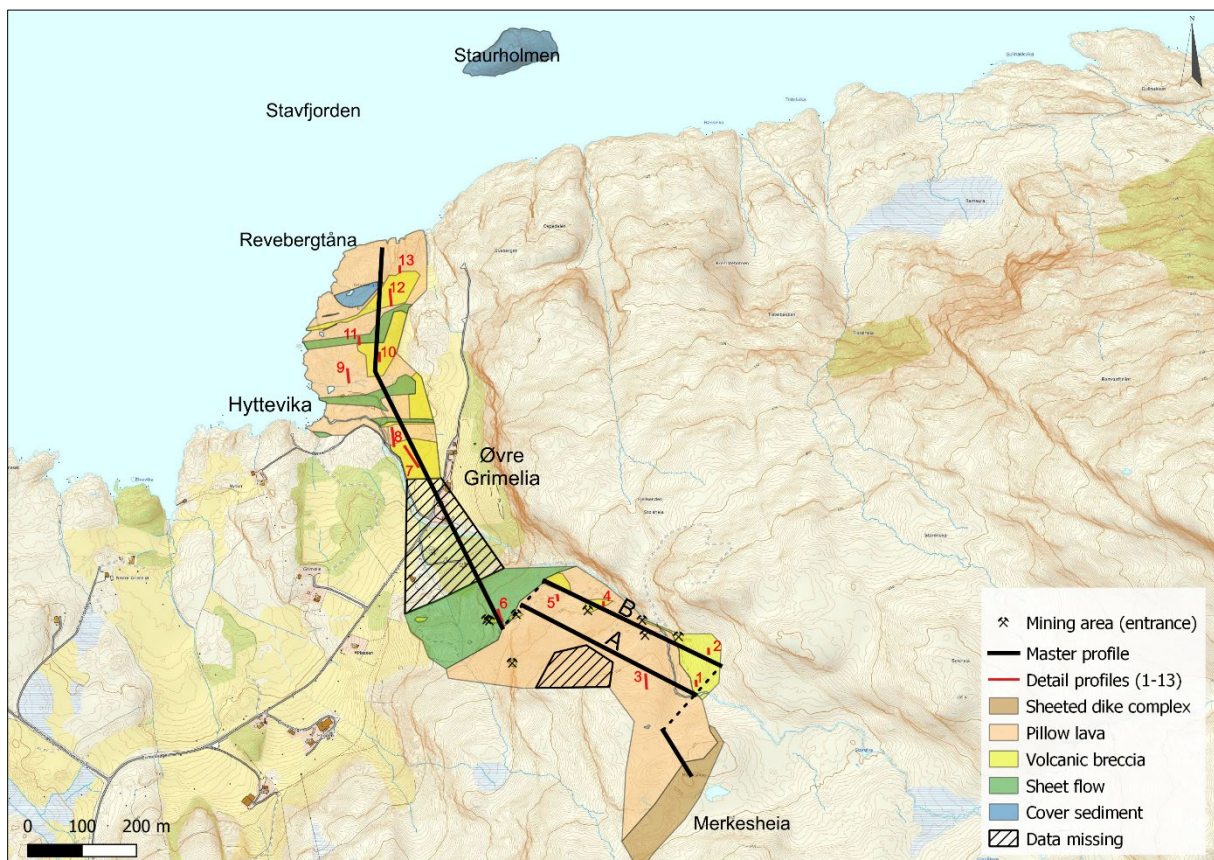 N
Staurholmen
Stavfjorden
Revebergtåna
13
12
11
10
9
Hyttevika
8
7
Øvre
Grimelia
6
5
4
B
A
2
1
3
Merkesheia
Mining area (entrance)
Master profile
Detail profiles (1-13)
Sheeted dike complex
Pillow lava
Volcanic breccia
Sheet flow
Cover sediment
Data missing
0 100 200 m